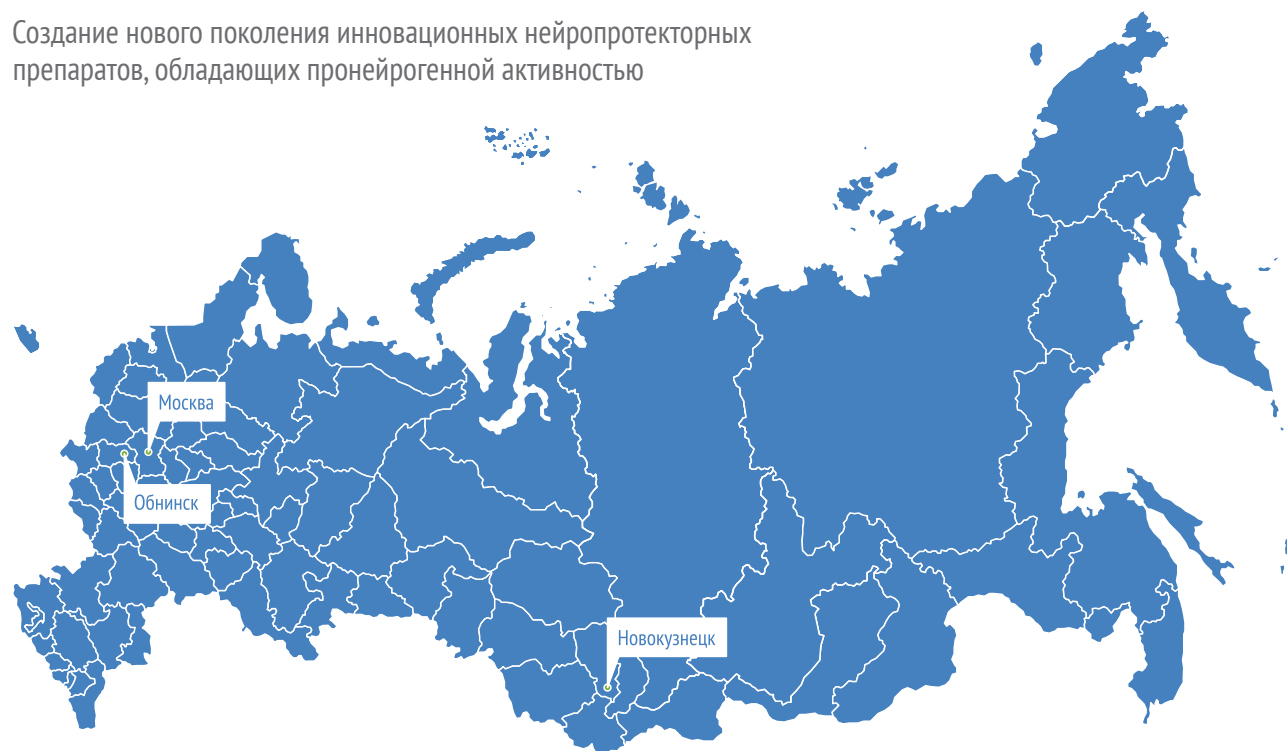 Создание нового поколения инновационных нейропротекторных
препаратов, обладающих пронейрогенной активностью
Москва
Обнинск
Новокузнецк